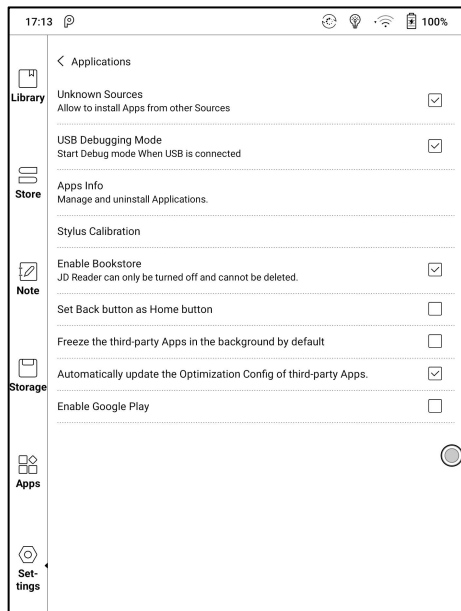 17:13
100%
Applications
Library
Unknown Sources
Allow to install Apps from other Sources
USB Debugging Mode
Start Debug mode When USB is connected
Store
Apps Info
Manage and uninstall Applications.
Stylus Calibration
Note
Enable Bookstore
JD Reader can only be turned off and cannot be deleted.
Set Back button as Home button
Freeze the third-party Apps in the background by default
Storage
Automatically update the Optimization Config of third-party Apps.
Enable Google Play
Apps
Set-
tings